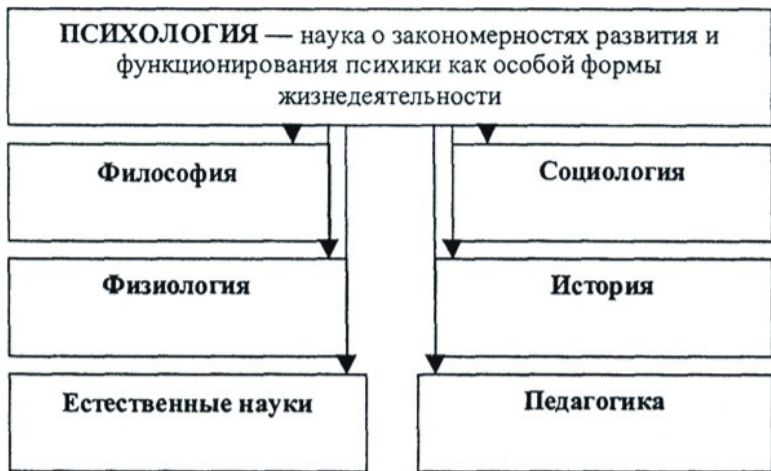 ПСИХОЛОГИЯ — наука о закономерностях развития и
функционирования психики как особой формы
жизнедеятельности
Философия
Социология
Физиология
История
Естественные науки
Педагогика